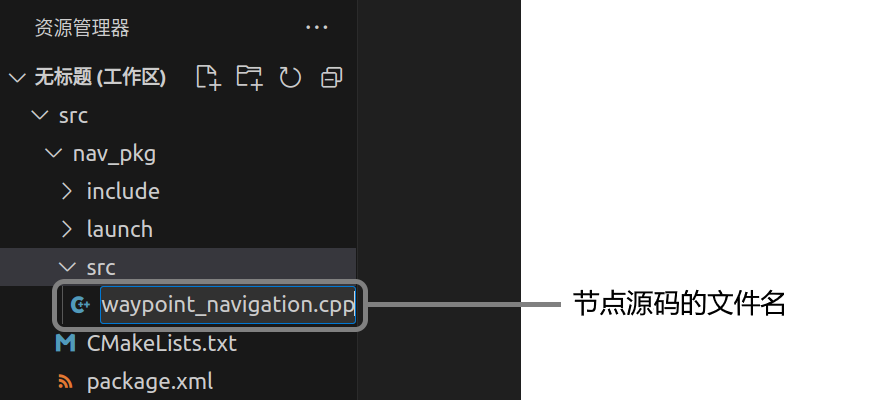 资源管理器
无标题 (工作区)
src
nav_pkg
include
launch
src
waypoint_navigation.cpp
节点源码的文件名
CMakeLists.txt
package.xml